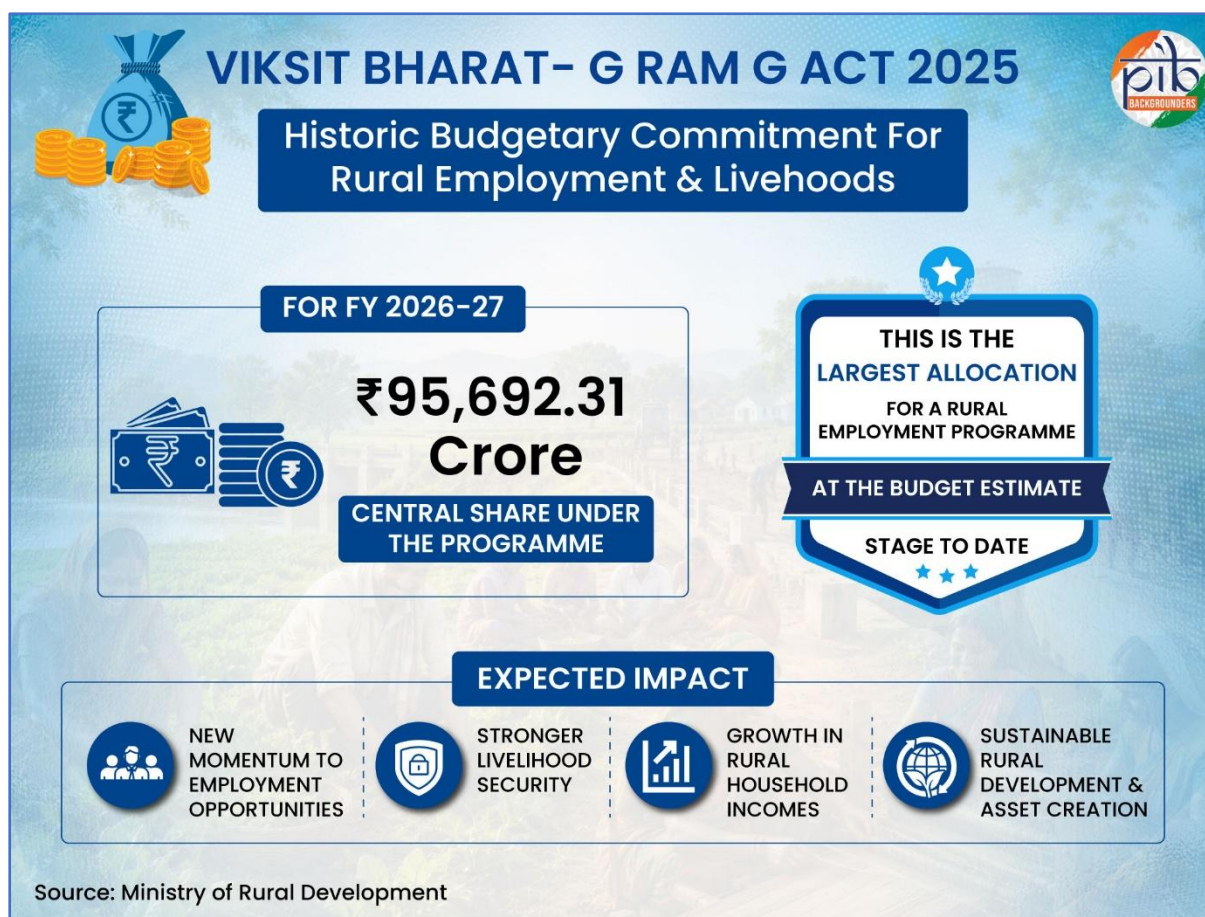 VIKSIT BHARAT- G RAM G ACT 2025
पिb
BACKGROUNDERS
Historic Budgetary Commitment For
Rural Employment & Livehoods
FOR FY 2026-27
₹95,692.31
Crore
CENTRAL SHARE UNDER
THE PROGRAMME
THIS IS THE
LARGEST ALLOCATION
FOR A RURAL
EMPLOYMENT PROGRAMME
AT THE BUDGET ESTIMATE
STAGE TO DATE
EXPECTED IMPACT
NEW
MOMENTUM TO
EMPLOYMENT
OPPORTUNITIES
STRONGER
LIVELIHOOD
SECURITY
GROWTH IN
RURAL
HOUSEHOLD
INCOMES
SUSTAINABLE
RURAL
DEVELOPMENT &
ASSET CREATION
Source: Ministry of Rural Development